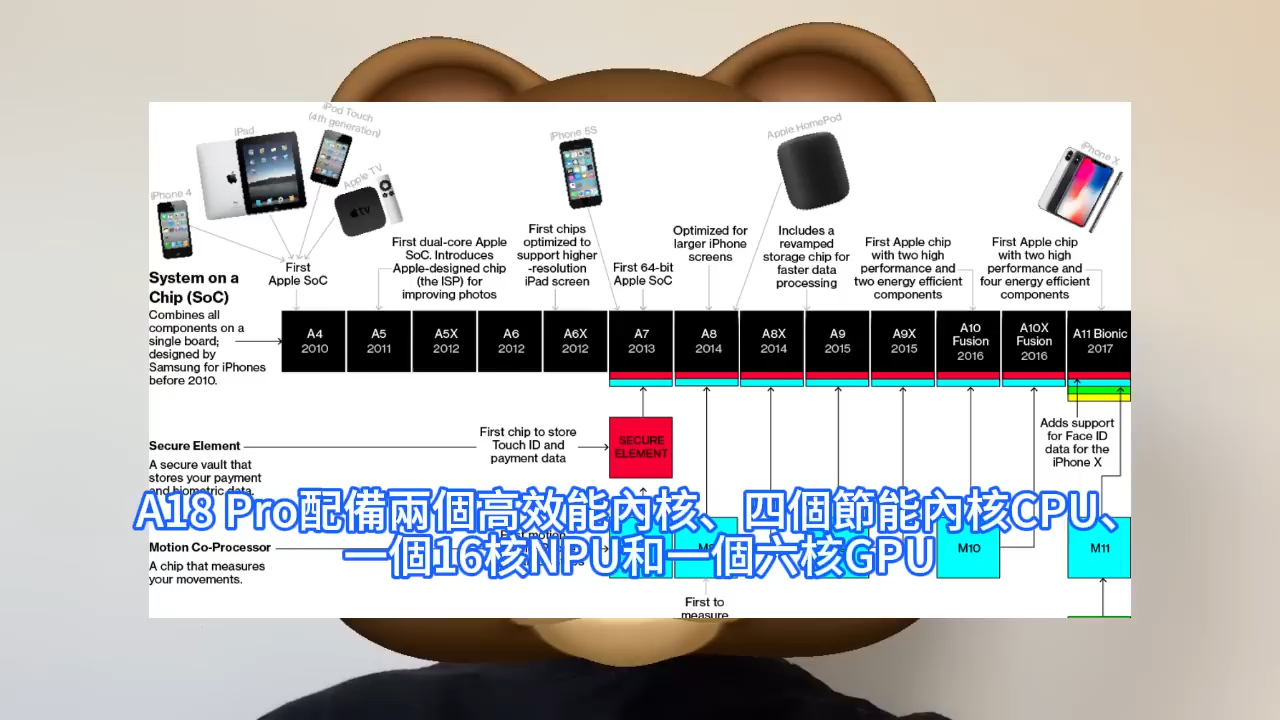 iPod Touch
(4th generation)
iPad
Apple TV
iPhone 4
iPhone 5S
Apple HomePod
iPhone X
tv
First
Apple SoC
First dual-core Apple
SoC. Introduces
Apple-designed chip
(the ISP) for
improving photos
First chips
optimized to
support higher
-resolution
iPad screen
First 64-bit
Apple SoC
Optimized for
larger iPhone
screens
Includes a
revamped
storage chip for
faster data
processing
First Apple chip
with two high
performance and
two energy efficient
components
First Apple chip
with two high
performance and
four energy efficient
components
System on a
Chip (SoC)
Combines all
components on a
single board;
designed by
Samsung for iPhones
before 2010.
A4
2010
A5
2011
A5X
2012
A6
2012
A6X
2012
A7
2013
A8
2014
A8X
2014
A9
2015
A9X
2015
A10
Fusion
2016
A10X
Fusion
2016
A11 Bionic
2017
Secure Element
A secure vault that
stores your payment
and biometric data.
First chip to store
Touch ID and
payment data
SECURE
ELEMENT
Adds support
for Face ID
data for the
iPhone X
A18 Pro配備兩個高效能內核、四個節能內核CPU、
一個16核NPU和一個六核GPU
Motion Co-Processor
A chip that measures
your movements.
First motion
M10
M11
First to
measure